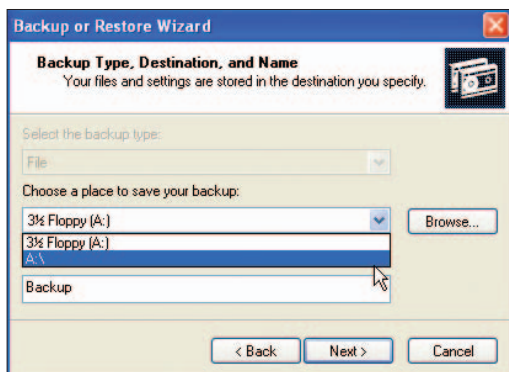 Backup or Restore Wizard
Backup Type, Destination, and Name
Your files and settings are stored in the destination you specify.
Select the backup type:
File
Choose a place to save your backup:
3½ Floppy (A:)
Browse...
3½ Floppy (A:)
A:\
Backup
< Back
Next >
Cancel